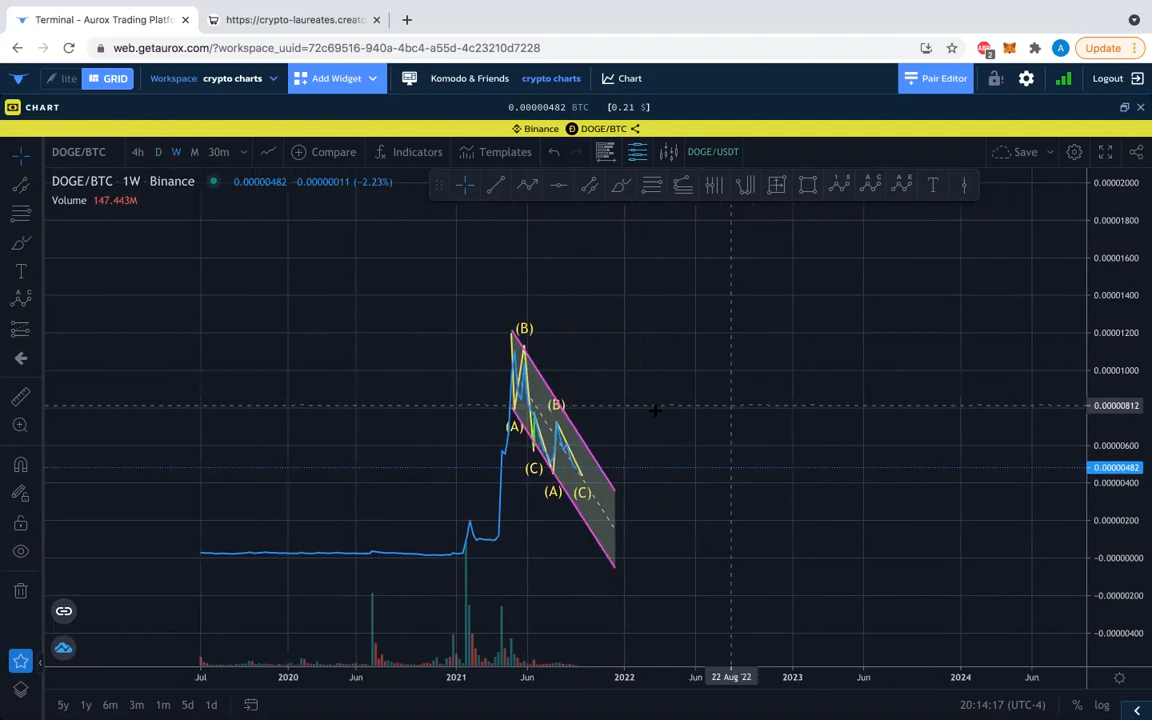 Terminal - Aurox Trading Platfo
https://crypto-laureates.creato
web.getaurox.com/?workspace_uuid=72c69516-940a-4bc4-a55d-4c23210d7228
2
A
Update
lite
GRID
Workspace: crypto charts
Add Widget
Komodo & Friends
crypto charts
Chart
Pair Editor
Logout
CHART
0.00000482 BTC [0.21 $]
Binance DOGE/BTC
DOGE/BTC
4h
D
W
M
30m
Compare
Indicators
Templates
DOGE/USDT
Save
DOGE/BTC · 1W · Binance
0.00000482 −0.00000011 (−2.23%)
Volume 147.443M
0.00002000
0.00001800
0.00001600
0.00001400
0.00001200
0.00001000
0.00000812
0.00000600
0.00000482
0.00000400
0.00000200
0.00000000
−0.00000200
−0.00000400
(B)
(B)
(A)
(C)
(A)
(C)
Jul
2020
Jun
2021
Jun
2022
Jun
22 Aug '22
2023
Jun
2024
Jun
5y
1y
6m
3m
1m
5d
1d
20:14:17 (UTC-4)
%
log